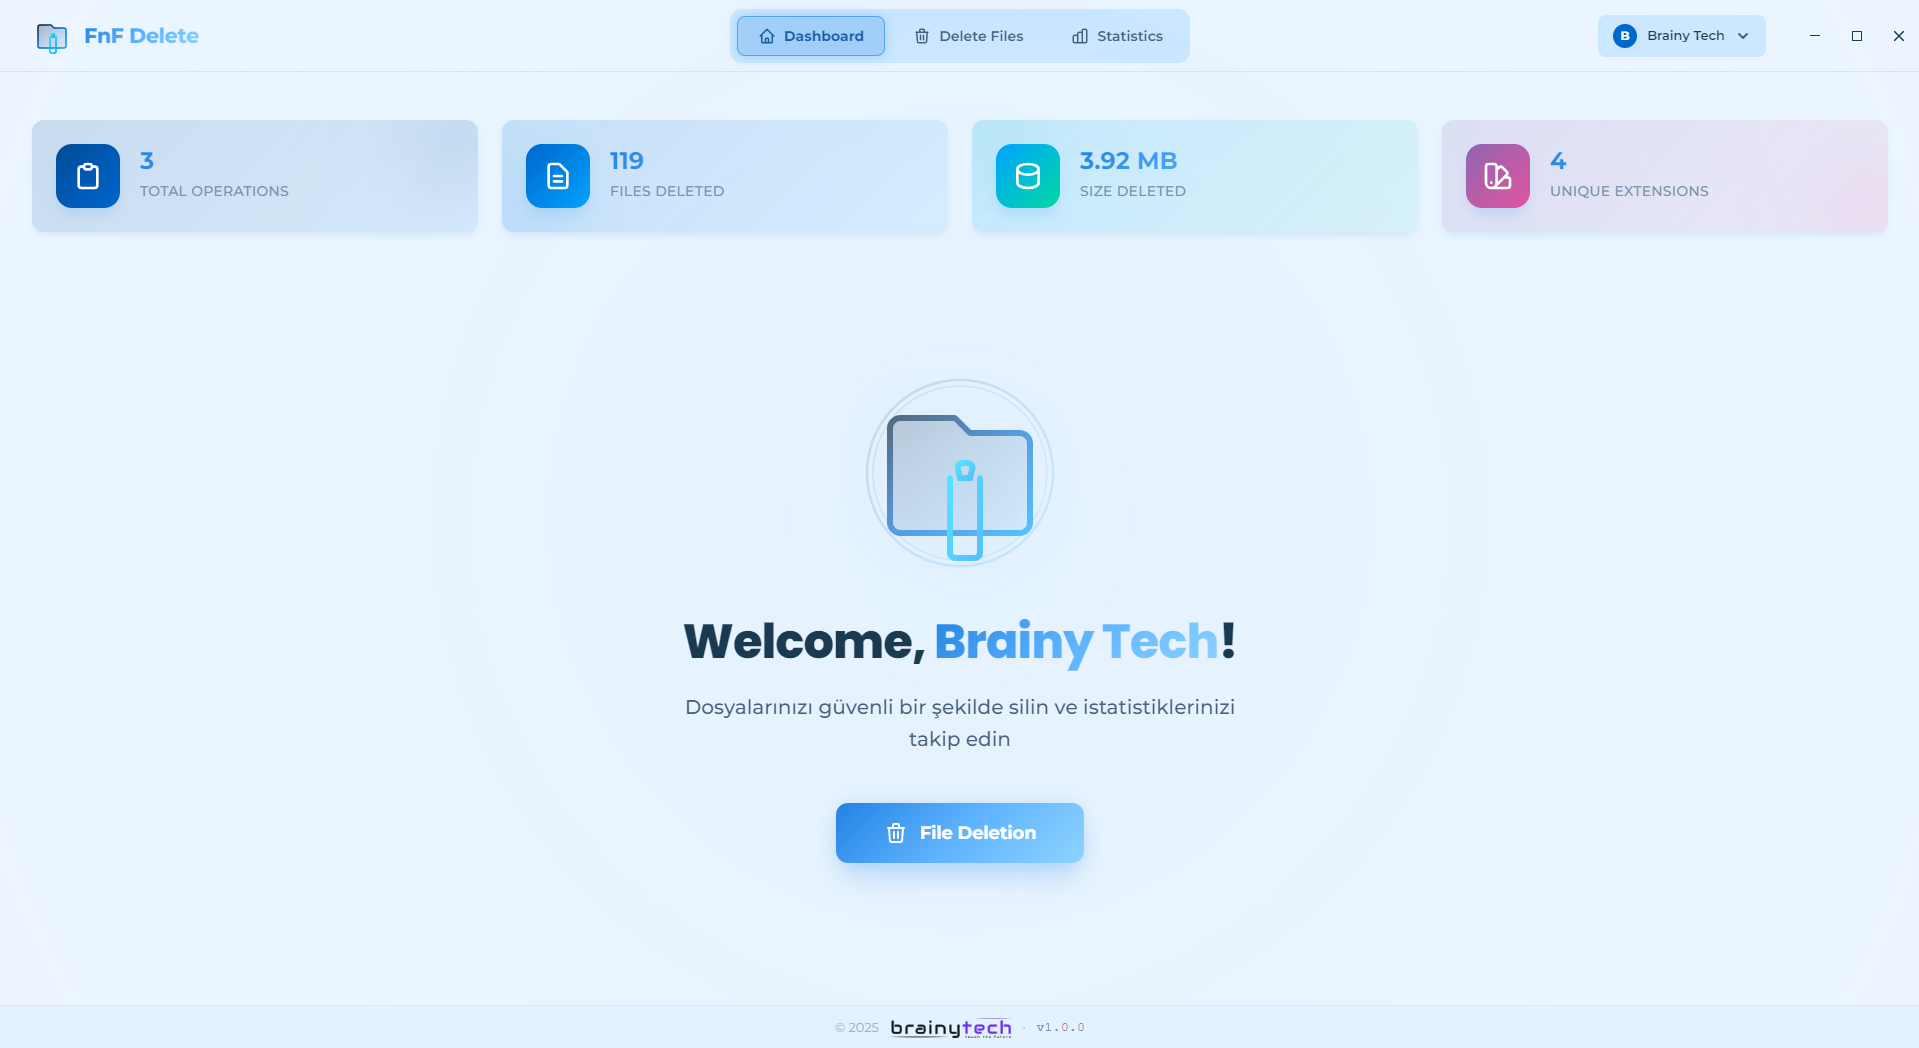 FnF Delete
Dashboard
Delete Files
Statistics
B
Brainy Tech
3
TOTAL OPERATIONS
119
FILES DELETED
3.92 MB
SIZE DELETED
4
UNIQUE EXTENSIONS
Welcome, Brainy Tech!
Dosyalarınızı güvenli bir şekilde silin ve istatistiklerinizi
takip edin
File Deletion
© 2025 brainytech · v1.0.0